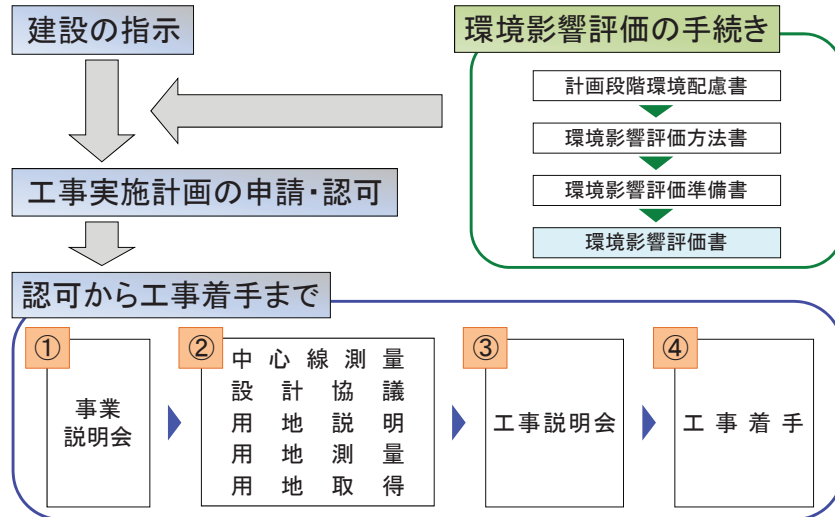 建設の指示
環境影響評価の手続き
計画段階環境配慮書
環境影響評価方法書
環境影響評価準備書
環境影響評価書
工事実施計画の申請・認可
認可から工事着手まで
①
事業
説明会
②
中心線測量
設計協議
用地説明
用地測量
用地取得
③
工事説明会
④
工事着手